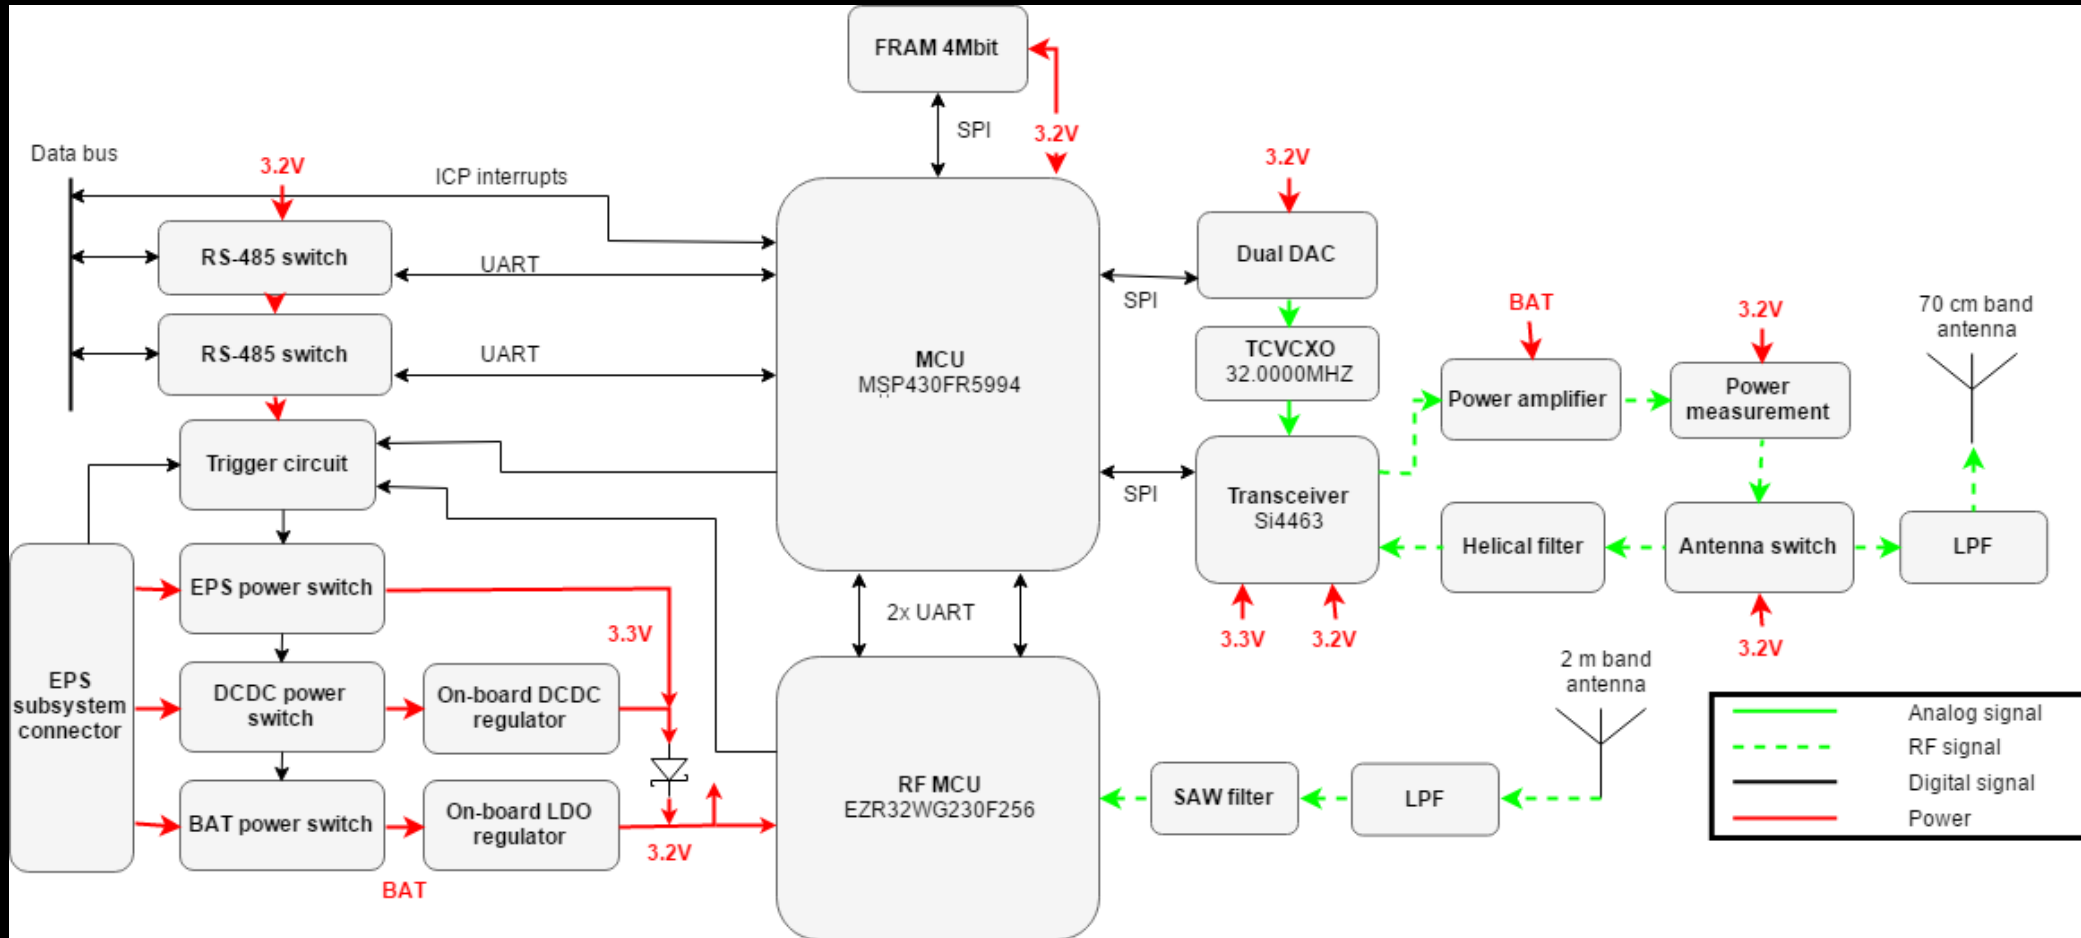 FRAM 4Mbit
SPI
3.2V
Data bus
3.2V
ICP interrupts
RS-485 switch
UART
RS-485 switch
UART
Trigger circuit
MCU
MSP430FR5994
3.2V
Dual DAC
SPI
TCVCXO
32.0000MHZ
Transceiver
Si4463
SPI
3.3V
3.2V
BAT
Power amplifier
3.2V
Power
measurement
70 cm band
antenna
Helical filter
Antenna switch
LPF
3.2V
EPS
subsystem
connector
EPS power switch
3.3V
DCDC power
switch
On-board DCDC
regulator
BAT power switch
On-board LDO
regulator
3.2V
BAT
2x UART
RF MCU
EZR32WG230F256
SAW filter
LPF
2 m band
antenna
Analog signal
RF signal
Digital signal
Power